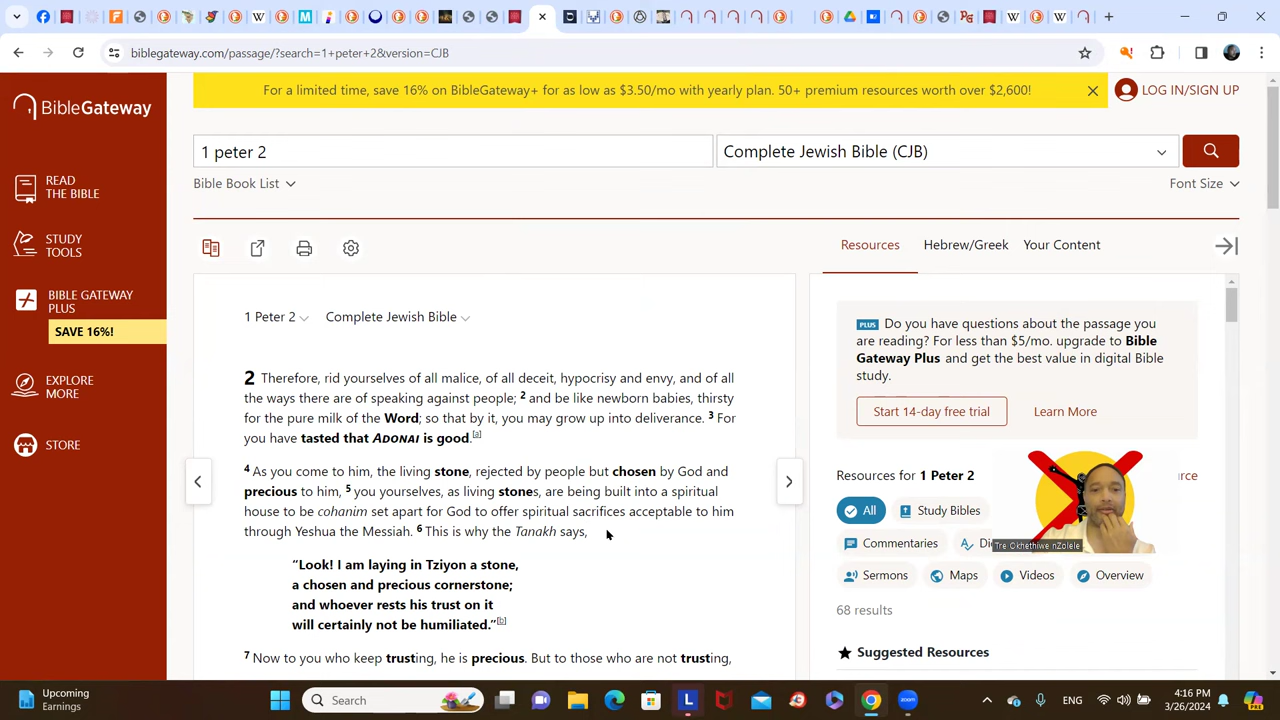 biblegateway.com/passage/?search=1+peter+2&version=CJB
BibleGateway
For a limited time, save 16% on BibleGateway+ for as low as $3.50/mo with yearly plan. 50+ premium resources worth over $2,600!
LOG IN/SIGN UP
1 peter 2
Complete Jewish Bible (CJB)
Bible Book List
Font Size
READ
THE BIBLE
STUDY
TOOLS
BIBLE GATEWAY
PLUS
SAVE 16%!
EXPLORE
MORE
STORE
Resources
Hebrew/Greek
Your Content
1 Peter 2
Complete Jewish Bible
2 Therefore, rid yourselves of all malice, of all deceit, hypocrisy and envy, and of all
the ways there are of speaking against people; 2 and be like newborn babies, thirsty
for the pure milk of the Word; so that by it, you may grow up into deliverance. 3 For
you have tasted that ADONAI is good.[a]
4 As you come to him, the living stone, rejected by people but chosen by God and
precious to him, 5 you yourselves, as living stones, are being built into a spiritual
house to be cohanim set apart for God to offer spiritual sacrifices acceptable to him
through Yeshua the Messiah. 6 This is why the Tanakh says,
"Look! I am laying in Tziyon a stone,
a chosen and precious cornerstone;
and whoever rests his trust on it
will certainly not be humiliated."[b]
7 Now to you who keep trusting, he is precious. But to those who are not trusting,
PLUS Do you have questions about the passage
you are reading? For less than $5/mo. upgrade to Bible
Gateway Plus and get the best value in digital Bible
study.
Start 14-day free trial
Learn More
Resources for 1 Peter 2
All
Study Bibles
Commentaries
Tre Okhethiwe nZolele
Sermons
Maps
Videos
Overview
68 results
Suggested Resources
Upcoming
Earnings
Search
ENG
4:16 PM
3/26/2024